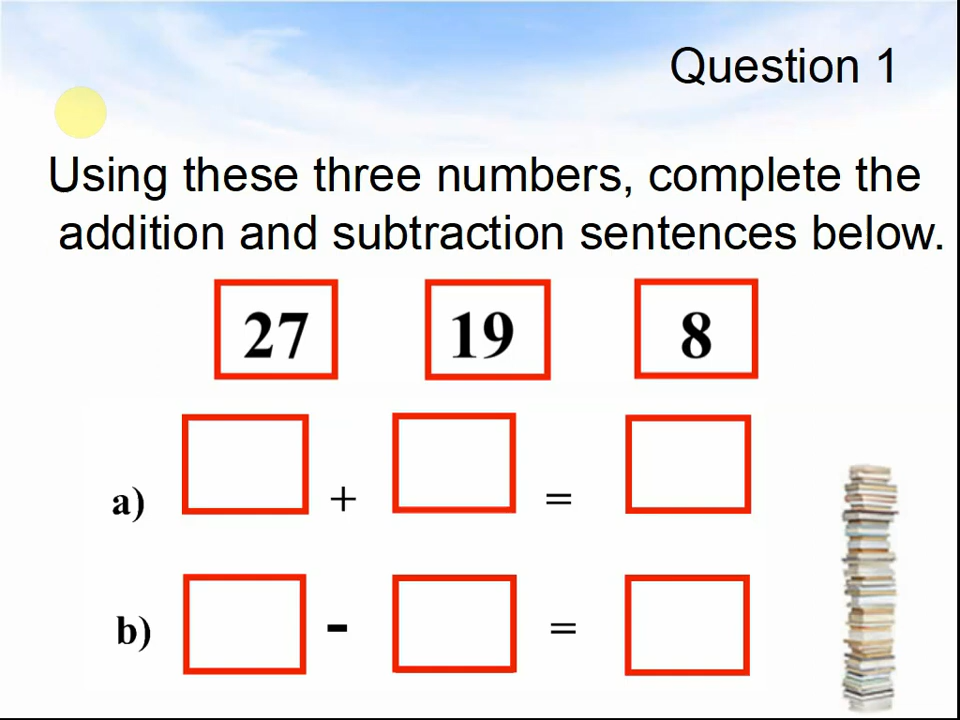 Question 1
Using these three numbers, complete the
addition and subtraction sentences below.
27 19 8
a) + =
b) - =